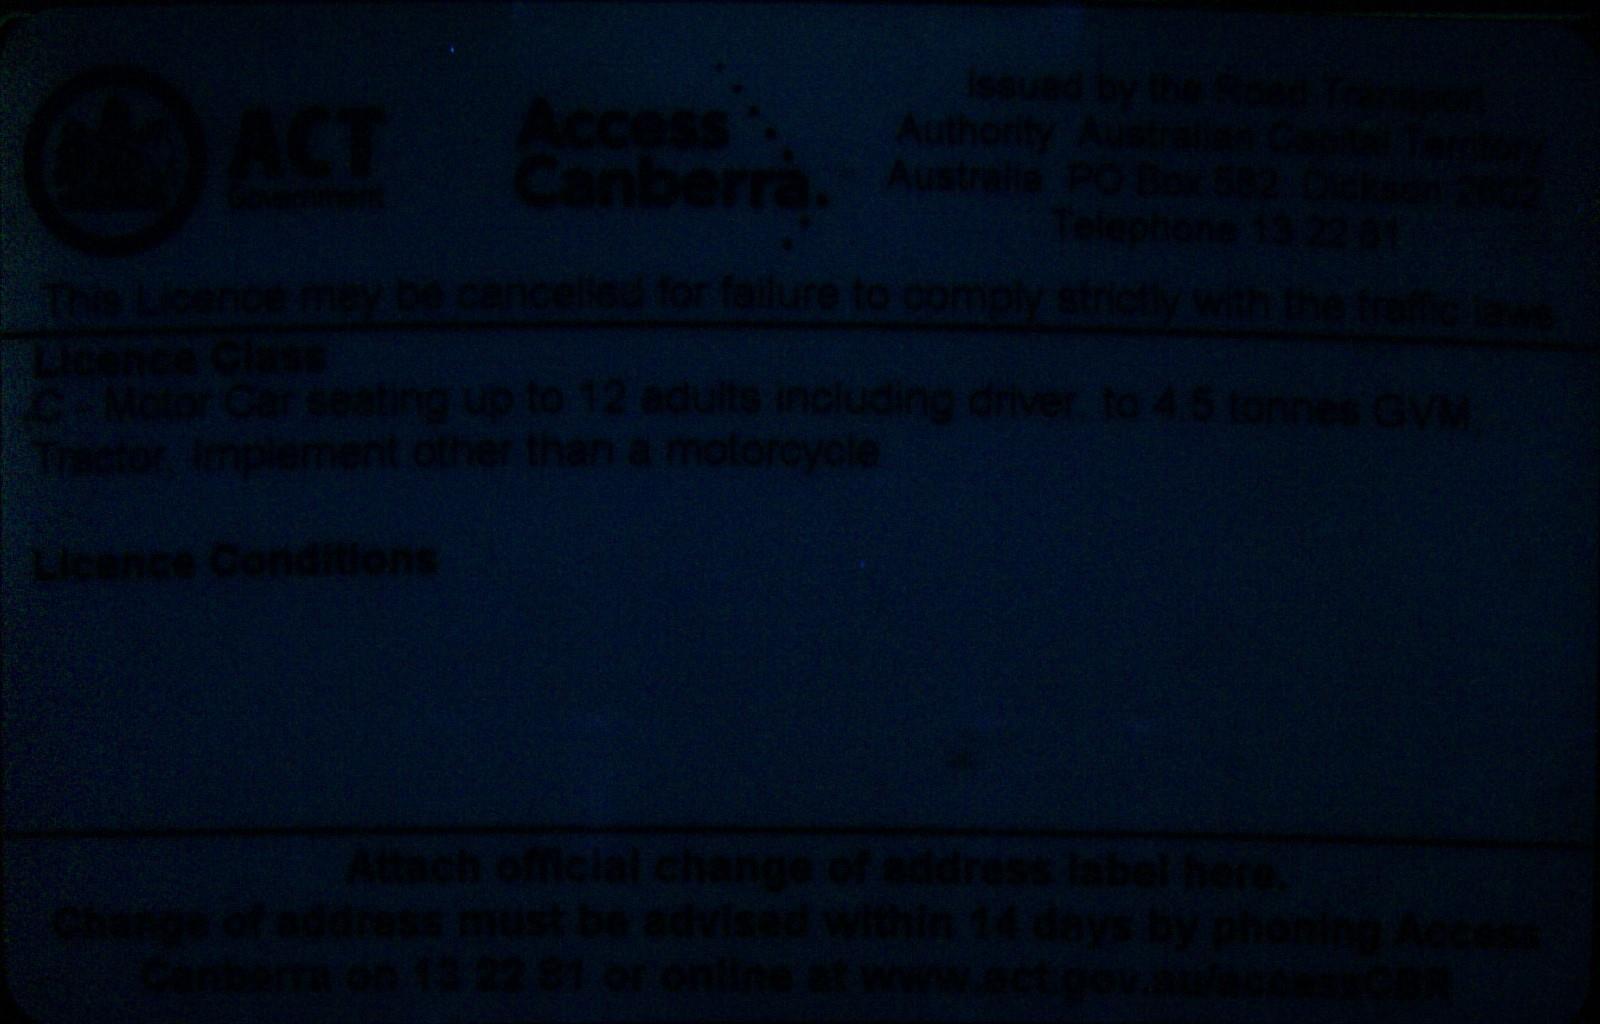 ACT
Government
Access
Canberra.
Issued by the Road Transport
Authority Australian Capital Territory
Australia PO Box 582 Dickson 2602
Telephone 13 22 81
This Licence may be cancelled for failure to comply strictly with the traffic laws
Licence Class
C - Motor Car seating up to 12 adults including driver, to 4.5 tonnes GVM,
Tractor, Implement other than a motorcycle
Licence Conditions
Attach official change of address label here.
Change of address must be advised within 14 days by phoning Access
Canberra on 13 22 81 or online at www.act.gov.au/accessCBR